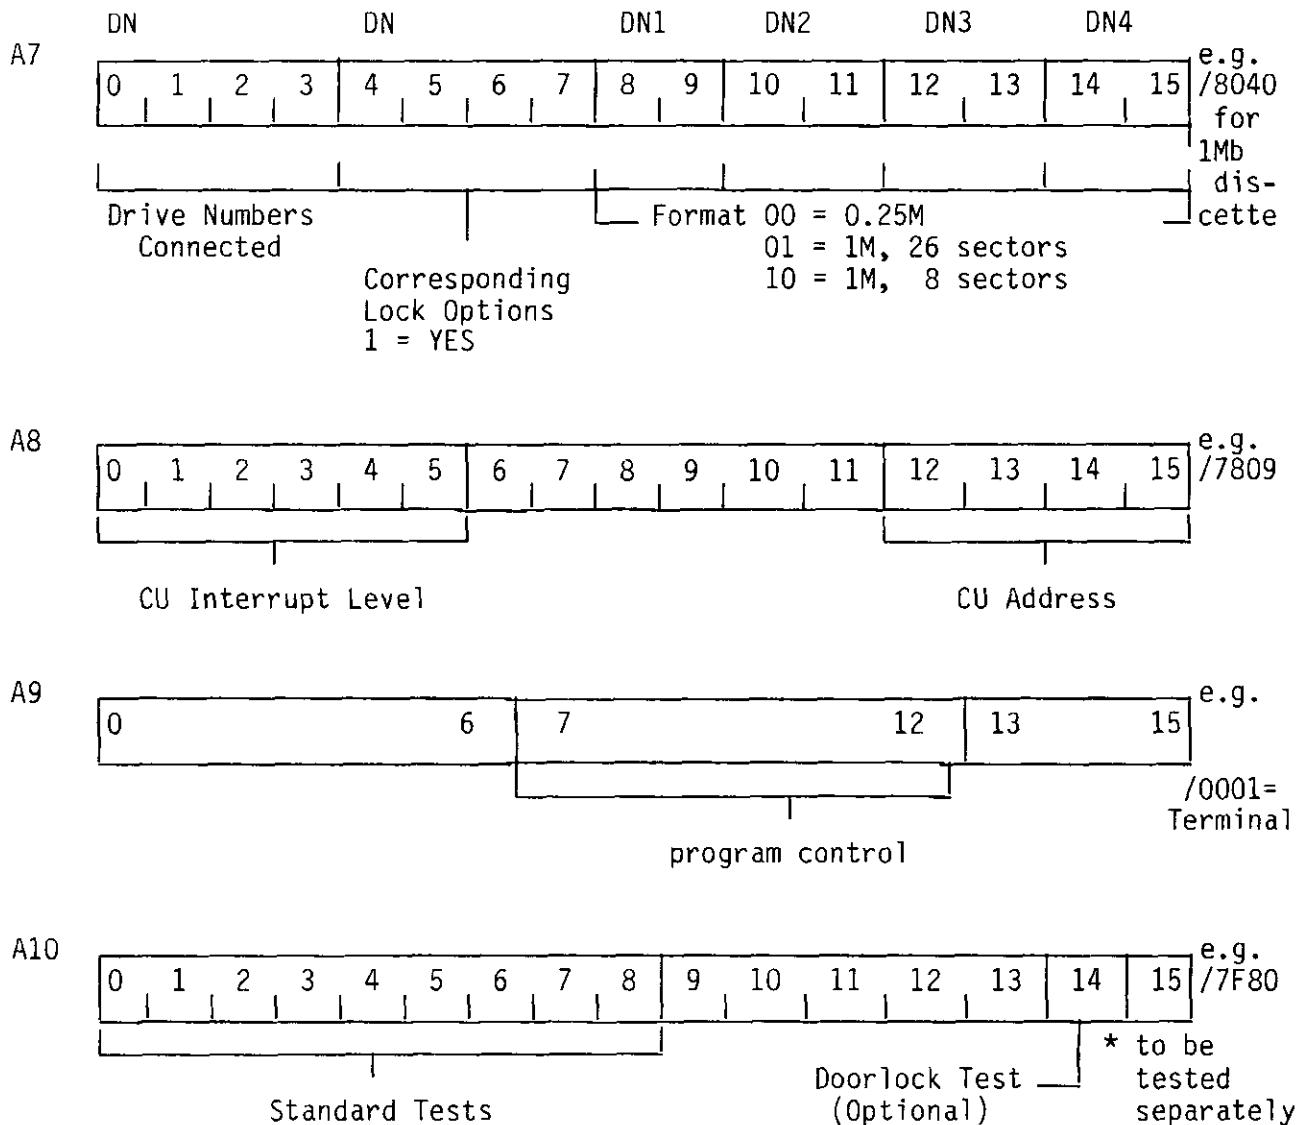 DN DN DN1 DN2 DN3 DN4
A7 e.g.
0 1 2 3 4 5 6 7 8 9 10 11 12 13 14 15 /8040
for
1Mb
dis-
Drive Numbers Format 00 = 0.25M cette
Connected 01 = 1M, 26 sectors
Corresponding 10 = 1M, 8 sectors
Lock Options
1 = YES
A8 e.g.
0 1 2 3 4 5 6 7 8 9 10 11 12 13 14 15 /7809
CU Interrupt Level CU Address
A9 e.g.
0 6 7 12 13 15
/0001=
Terminal
program control
A10 e.g.
0 1 2 3 4 5 6 7 8 9 10 11 12 13 14 15 /7F80
* to be
Doorlock Test tested
Standard Tests (Optional) separately